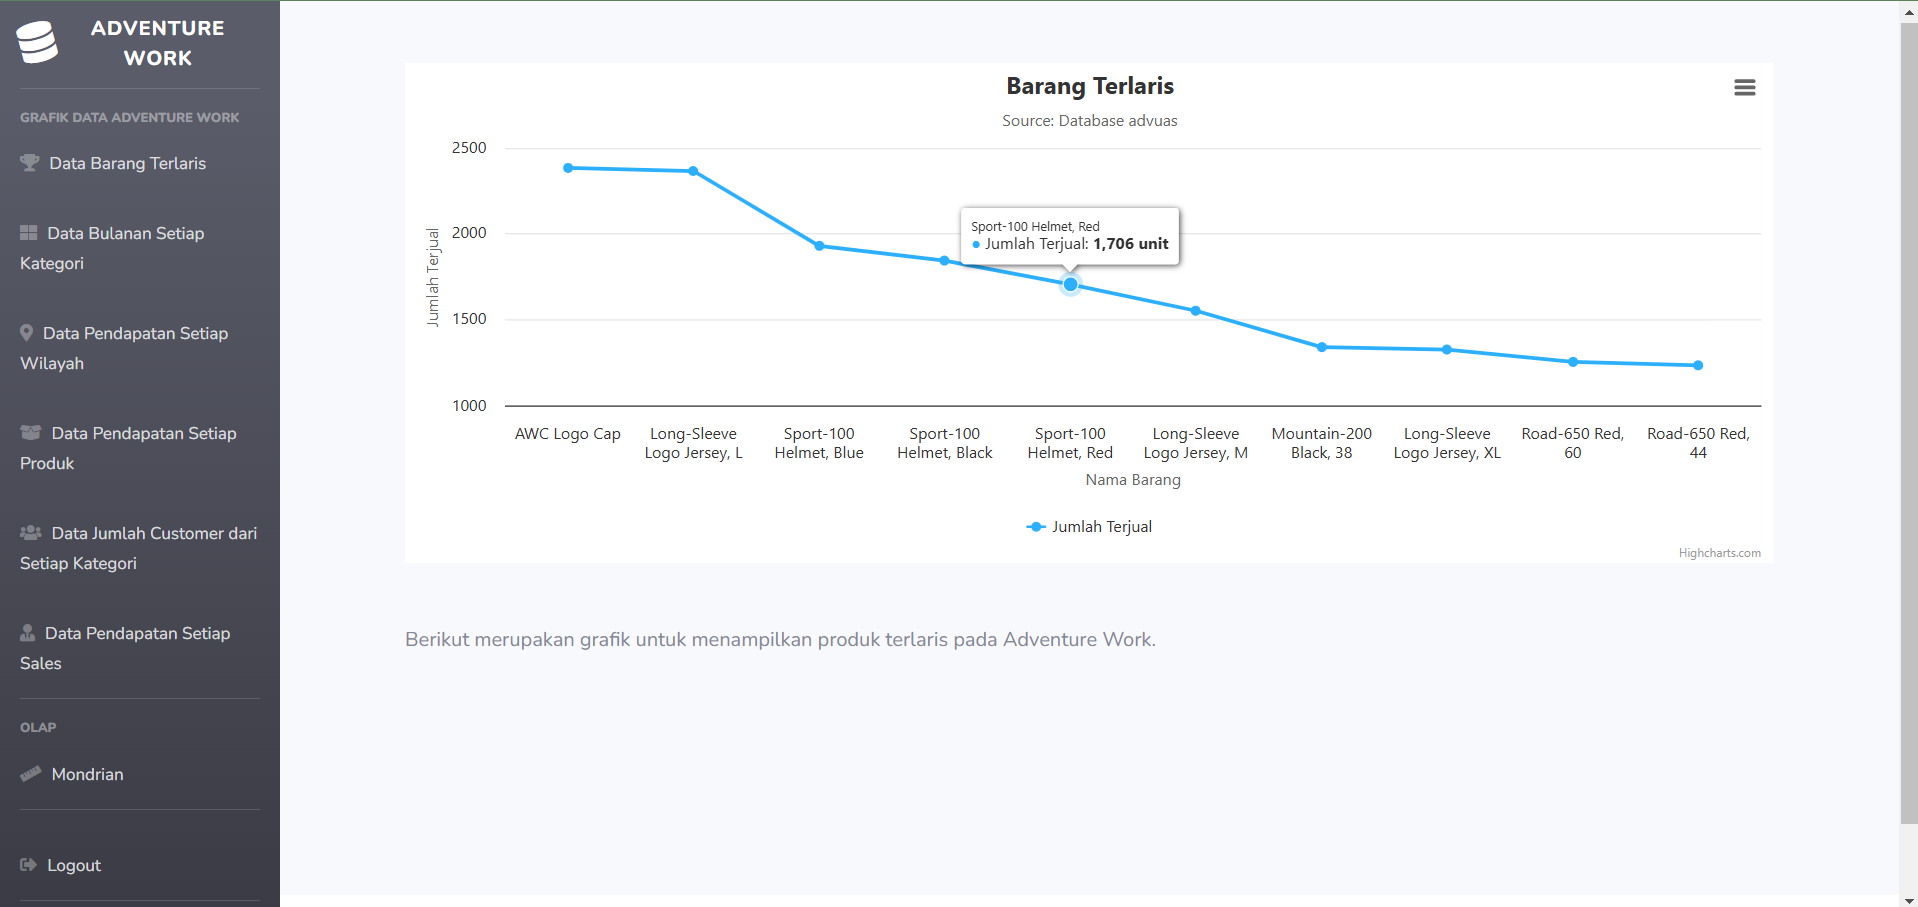 ADVENTURE
WORK
GRAFIK DATA ADVENTURE WORK
Data Barang Terlaris
Data Bulanan Setiap
Kategori
Data Pendapatan Setiap
Wilayah
Data Pendapatan Setiap
Produk
Data Jumlah Customer dari
Setiap Kategori
Data Pendapatan Setiap
Sales
OLAP
Mondrian
Logout
Barang Terlaris
Source: Database advuas
Jumlah Terjual
2500
2000
1500
1000
Sport-100 Helmet, Red
Jumlah Terjual: 1,706 unit
AWC Logo Cap
Long-Sleeve
Logo Jersey, L
Sport-100
Helmet, Blue
Sport-100
Helmet, Black
Sport-100
Helmet, Red
Long-Sleeve
Logo Jersey, M
Mountain-200
Black, 38
Long-Sleeve
Logo Jersey, XL
Road-650 Red,
60
Road-650 Red,
44
Nama Barang
Jumlah Terjual
Highcharts.com
Berikut merupakan grafik untuk menampilkan produk terlaris pada Adventure Work.